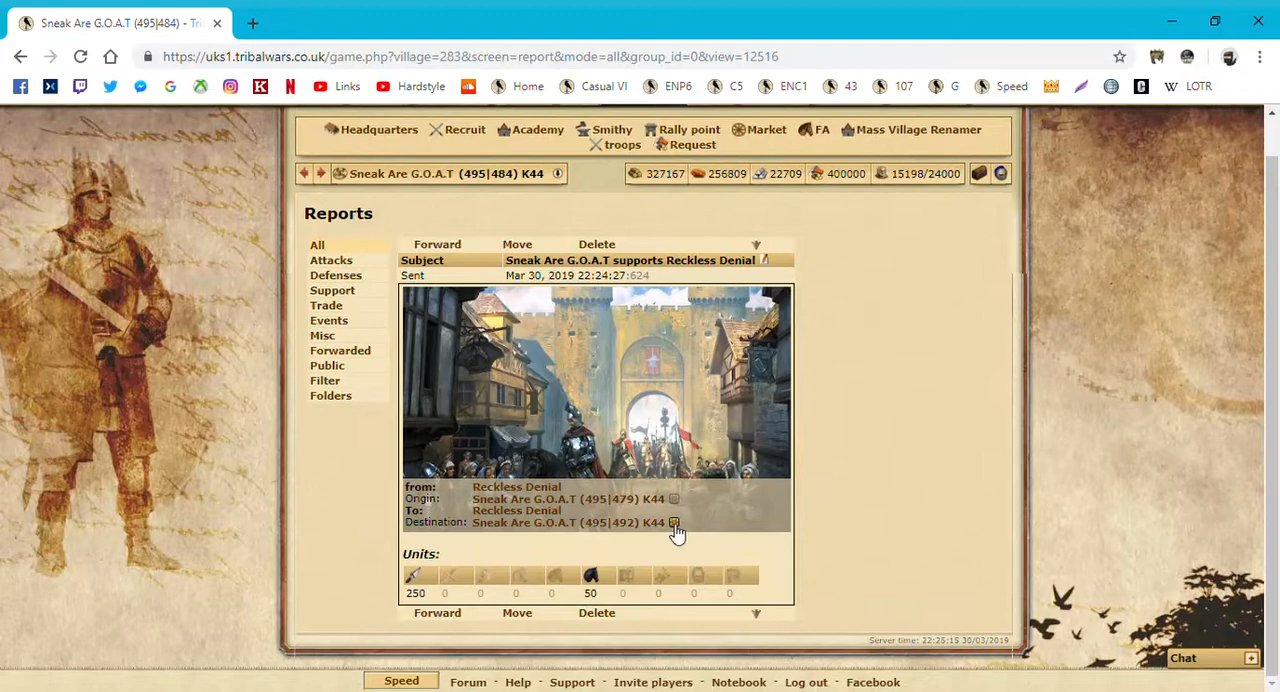 Sneak Are G.O.A.T (495|484) - Tri
https://uks1.tribalwars.co.uk/game.php?village=283&screen=report&mode=all&group_id=0&view=12516
Links Hardstyle Home Casual VI ENP6 C5 ENC1 43 107 G Speed LOTR
Headquarters Recruit Academy Smithy Rally point Market FA Mass Village Renamer
troops Request
Sneak Are G.O.A.T (495|484) K44 327167 256809 22709 400000 15198/24000
Reports
All
Attacks
Defenses
Support
Trade
Events
Misc
Forwarded
Public
Filter
Folders
Forward Move Delete
Subject Sneak Are G.O.A.T supports Reckless Denial
Sent Mar 30, 2019 22:24:27:624
from: Reckless Denial
Origin: Sneak Are G.O.A.T (495|479) K44
To: Reckless Denial
Destination: Sneak Are G.O.A.T (495|492) K44
Units:
250 0 0 0 0 50 0 0 0 0
Forward Move Delete
Server time: 22:25:15 30/03/2019
Chat
Speed Forum - Help - Support - Invite players - Notebook - Log out - Facebook